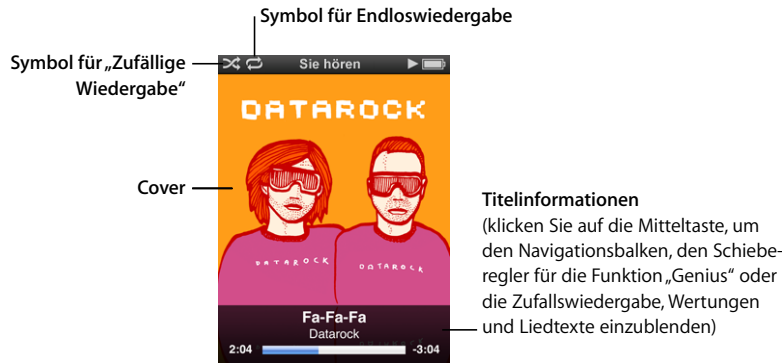 Symbol für Endloswiedergabe
Symbol für „Zufällige
Wiedergabe“
Sie hören
DATAROCK
Cover
DATAROCK
DATAROCK
Titelinformationen
(klicken Sie auf die Mitteltaste, um
den Navigationsbalken, den Schiebe-
regler für die Funktion „Genius“ oder
die Zufallswiedergabe, Wertungen
und Liedtexte einzublenden)
Fa-Fa-Fa
Datarock
2:04 -3:04